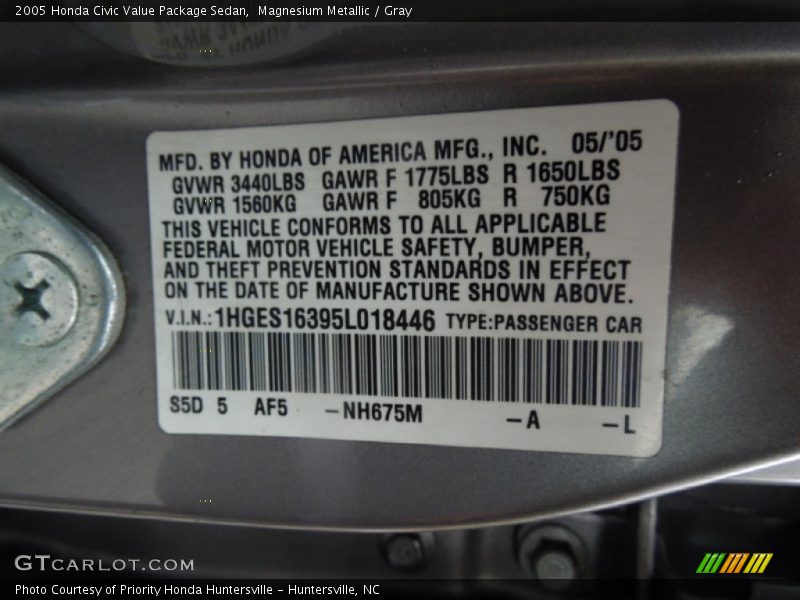 2005 Honda Civic Value Package Sedan,  Magnesium Metallic / Gray
MFD. BY HONDA OF AMERICA MFG., INC. 05/'05
GVWR 3440LBS GAWR F 1775LBS R 1650LBS
GVWR 1560KG GAWR F 805KG R 750KG
THIS VEHICLE CONFORMS TO ALL APPLICABLE
FEDERAL MOTOR VEHICLE SAFETY, BUMPER,
AND THEFT PREVENTION STANDARDS IN EFFECT
ON THE DATE OF MANUFACTURE SHOWN ABOVE.
V.I.N.:1HGES16395L018446 TYPE:PASSENGER CAR
S5D 5 AF5 -NH675M -A -L
GTCARLOT.COM
Photo Courtesy of Priority Honda Huntersville - Huntersville, NC